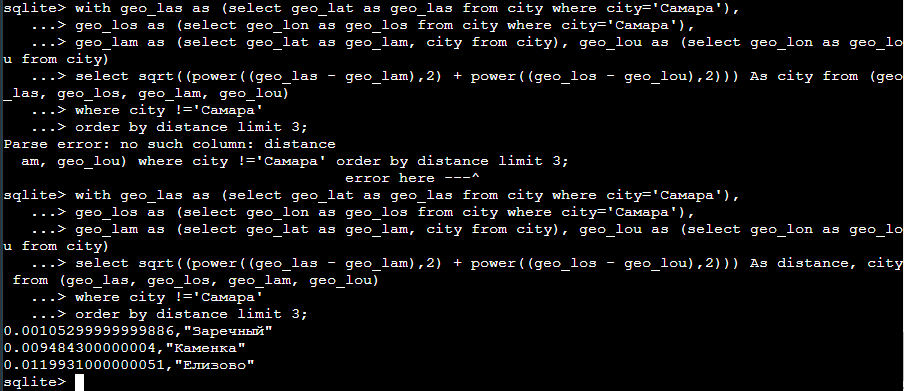 sqlite> with geo_las as (select geo_lat as geo_las from city where city='Самара'),
   ...> geo_los as (select geo_lon as geo_los from city where city='Самара'),
   ...> geo_lam as (select geo_lat as geo_lam, city from city), geo_lou as (select geo_lon as geo_lo
u from city)
   ...> select sqrt((power((geo_las - geo_lam),2) + power((geo_los - geo_lou),2))) As city from (geo
_las, geo_los, geo_lam, geo_lou)
   ...> where city !='Самара'
   ...> order by distance limit 3;
Parse error: no such column: distance
  am, geo_lou) where city !='Самара' order by distance limit 3;
                                      error here ---^
sqlite> with geo_las as (select geo_lat as geo_las from city where city='Самара'),
   ...> geo_los as (select geo_lon as geo_los from city where city='Самара'),
   ...> geo_lam as (select geo_lat as geo_lam, city from city), geo_lou as (select geo_lon as geo_lo
u from city)
   ...> select sqrt((power((geo_las - geo_lam),2) + power((geo_los - geo_lou),2))) As distance, city
 from (geo_las, geo_los, geo_lam, geo_lou)
   ...> where city !='Самара'
   ...> order by distance limit 3;
0.00105299999999886,"Заречный"
0.009484300000004,"Каменка"
0.0119931000000051,"Елизово"
sqlite>